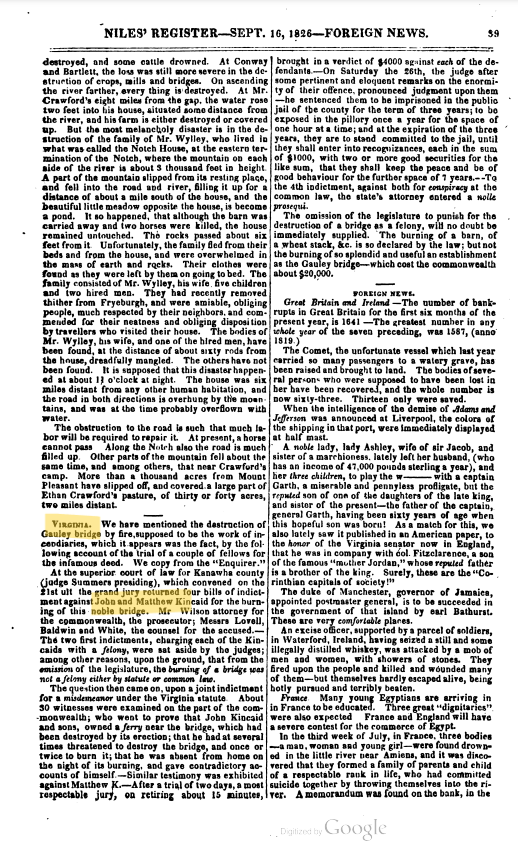 NILES' REGISTER—SEPT. 16, 1826—FOREIGN NEWS. 39
destroyed, and some cattle drowned. At Conway
and Bartlett, the loss was still more severe in the de-
struction of crops, mills and bridges. On ascending
the river farther, every thing is destroyed. At Mr.
Crawford's eight miles from the gap, the water rose
two feet into his house, situated some distance from
the river, and his farm is either destroyed or covered
up. But the most melancholy disaster is in the de-
struction of the family of Mr. Wylley, who lived in
what was called the Notch House, at the eastern ter-
mination of the Notch, where the mountain on each
side of the river is about 3 thousand feet in height.
A part of the mountain slipped from its resting place,
and fell into the road and river, filling it up for a
distance of about a mile south of the house, and the
beautiful little meadow opposite the house, is become
a pond. It so happened, that although the barn was
carried away and two horses were killed, the house
remained untouched. The rocks passed about six
feet from it. Unfortunately, the family fled from their
beds and from the house, and were overwhelmed in
the mass of earth and rocks. Their clothes were
found as they were left by them on going to bed. The
family consisted of Mr. Wylley, his wife, five children
and two hired men. They had recently removed
thither from Fryeburgh, and were amiable, obliging
people, much respected by their neighbors, and com-
mended for their neatness and obliging disposition
by travellers who visited their house. The bodies of
Mr. Wylley, his wife, and one of the hired men, have
been found, at the distance of about sixty rods from
the house, dreadfully mangled. The others have not
been found. It is supposed that this disaster happen-
ed at about 1½ o'clock at night. The house was six
miles distant from any other human habitation, and
the road in both directions is overhung by the moun-
tains, and was at the time probably overflown with
water.
The obstruction to the road is such that much la-
bor will be required to repair it. At present, a horse
cannot pass Along the Notch also the road is much
filled up. Other parts of the mountain fell about the
same time, and among others, that near Crawford's
camp. More than a thousand acres from Mount
Pleasant have slipped off, and covered a large part of
Ethan Crawford's pasture, of thirty or forty acres,
two miles distant.
VIRGINIA. We have mentioned the destruction of
Gauley bridge by fire, supposed to be the work of in-
cendiaries, which it appears was the fact, by the fol-
lowing account of the trial of a couple of fellows for
the infamous deed. We copy from the "Enquirer."
At the superior court of law for Kanawha county
(judge Summers presiding), which convened on the
21st ult the grand jury returned four bills of indict-
ment against John and Matthew Kincaid for the burn-
ing of this noble bridge. Mr Wilson attorney for
the commonwealth, the prosecutor; Messrs Lovell,
Baldwin and White, the counsel for the accused.—
The two first indictments, charging each of the Kin-
caids with a felony, were sat aside by the judges;
among other reasons, upon the ground, that from the
omission of the legislature, the burning of a bridge was
not a felony either by statute or common law.
The question then came on, upon a joint indictment
for a misdemeanor under the Virginia statute. About
30 witnesses were examined on the part of the com-
monwealth; who went to prove that John Kincaid
and sons, owned a ferry near the bridge, which had
been destroyed by its erection; that he had at several
times threatened to destroy the bridge, and once or
twice to burn it; that he was absent from home on
the night of its burning, and gave contradictory ac-
counts of himself.—Similar testimony was exhibited
against Matthew K.—After a trial of two days, a most
respectable jury, on retiring about 15 minutes,
brought in a verdict of $4000 against each of the de-
fendants.—On Saturday the 26th, the judge after
some pertinent and eloquent remarks on the enormi-
ty of their offence, pronounced judgment upon them
—he sentenced them to be imprisoned in the public
jail of the county for the term of three years; to be
exposed in the pillory once a year for the space of
one hour at a time; and at the expiration of the three
years, they are to stand committed to the jail, until
they shall enter into recognizances, each in the sum
of $1000, with two or more good securities for the
like sum, that they shall keep the peace and be of
good behaviour for the further space of 7 years.—To
the 4th indictment, against both for conspiracy at the
common law, the state's attorney entered a nolle
prosequi.
The omission of the legislature to punish for the
destruction of a bridge as a felony, will no doubt be
immediately supplied. The burning of a barn, of
a wheat stack, &c. is so declared by the law; but not
the burning of so splendid and useful an establishment
as the Gauley bridge—which cost the commonwealth
about $20,000.
FOREIGN NEWS.
Great Britain and Ireland—The number of bank-
rupts in Great Britain for the first six months of the
present year, is 1641—The greatest number in any
whole year of the seven preceding, was 1587, (anno
1819.)
The Comet, the unfortunate vessel which last year
carried so many passengers to a watery grave, has
been raised and brought to land. The bodies of seve-
ral persons who were supposed to have been lost in
her have been recovered, and the whole number is
now sixty-three. Thirteen only were saved.
When the intelligence of the demise of Adams and
Jefferson was announced at Liverpool, the colors of
the shipping in that port, were immediately displayed
at half mast.
A noble lady, lady Ashley, wife of sir Jacob, and
sister of a marchioness. lately left her husband, (who
has an income of 47,000 pounds sterling a year), and
her three children, to play the w——— with a captain
Garth, a miserable and penyless profligate, but the
reputed son of one of the daughters of the late king,
and sister of the present—the father of the captain,
general Garth, having been sixty years of age when
this hopeful son was born! As a match for this, we
also lately saw it published in an American paper, to
the honor of the Virginia senator now in England,
that he was in company with col. Fitzclarence, a son
of the famous "mother Jordan," whose reputed father
is a brother of the king. Surely, these are the "Co-
rinthian capitals of society!"
The duke of Manchester, governor of Jamaica,
appointed postmaster general, is to be succeeded in
the government of that island by earl Bathurst.
These are very comfortable places.
An excise officer, supported by a parcel of soldiers,
in Waterford, Ireland, having seized a still and some
illegally distilled whiskey, was attacked by a mob of
men and women, with showers of stones. They
fired upon the people and killed and wounded many
of them—but themselves hardly escaped alive, being
hotly pursued and terribly beaten.
France Many young Egyptians are arriving in
in France to be educated. Three great "dignitaries"
were also expected France and England will have
a severe contest for the commerce of Egypt.
In the third week of July, in France, three bodies
—a man, woman and young girl—were found drown-
ed in the little river near Amiens, and it was disco-
vered that they formed a family of parents and child
of a respectable rank in life, who had committed
suicide together by throwing themselves into the ri-
ver. A memorandum was found on the bank, in the
Digitized by Google